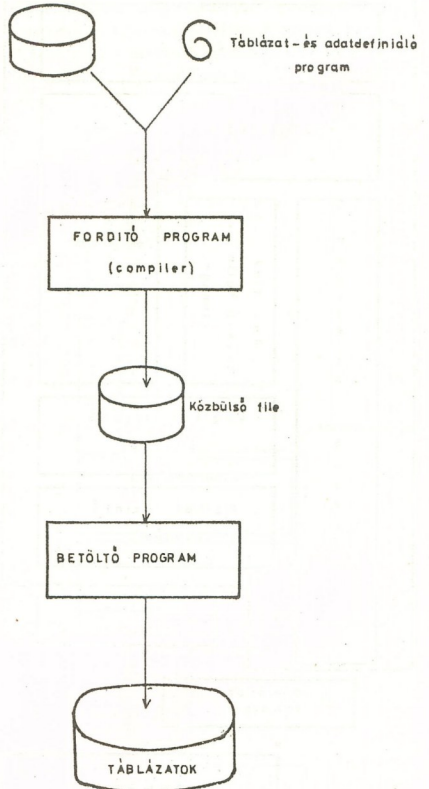 Táblázat-és adatdefiniáló
program
FORDITÓ PROGRAM
(compiler)
Közbülső file
BETÖLTŐ PROGRAM
TÁBLÁZATOK